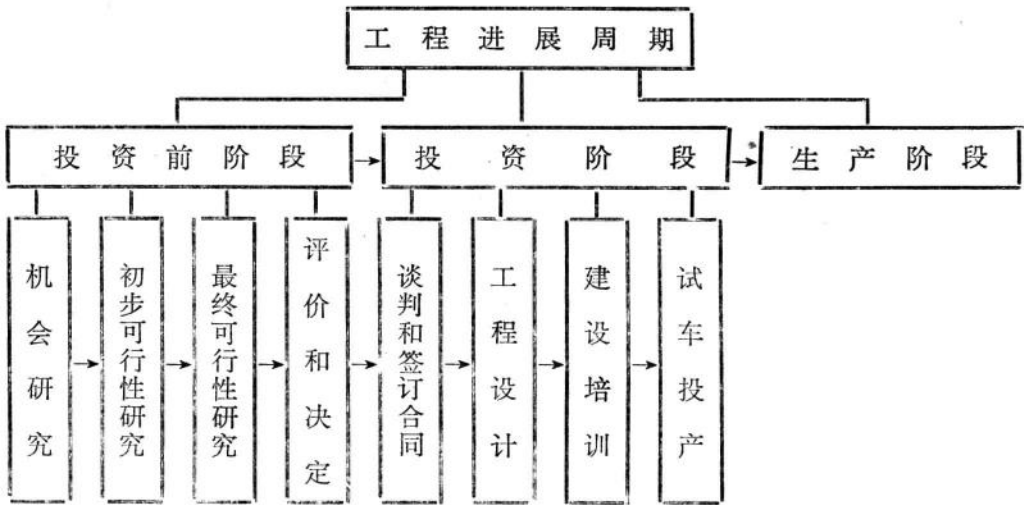 工程进展周期
投资前阶段
投资阶段
生产阶段
机会研究
初步可行性研究
最终可行性研究
评价和决定
谈判和签订合同
工程设计
建设培训
试车投产